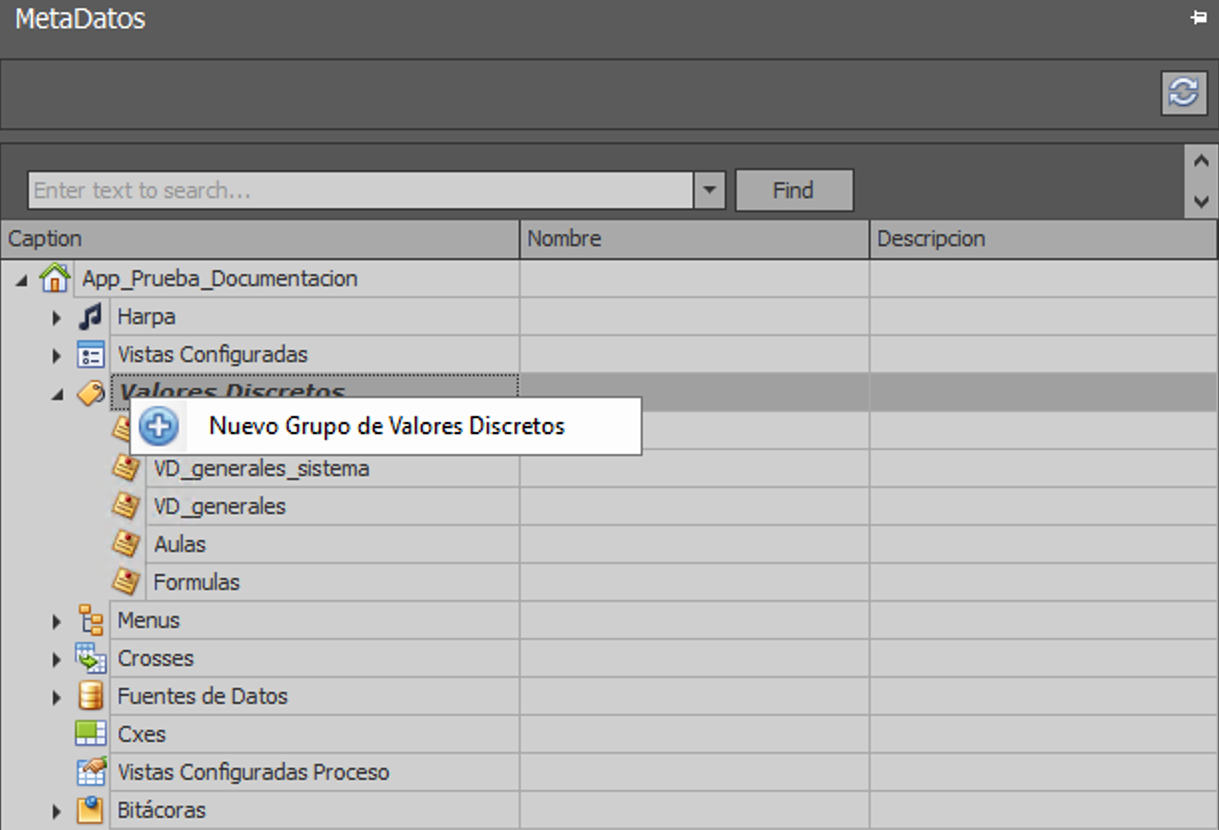 MetaDatos
Enter text to search...
Find
Caption Nombre Descripcion
App_Prueba_Documentacion
Harpa
Vistas Configuradas
Valores Discretos
Nuevo Grupo de Valores Discretos
VD_generales_sistema
VD_generales
Aulas
Formulas
Menus
Crosses
Fuentes de Datos
Cxes
Vistas Configuradas Proceso
Bitácoras